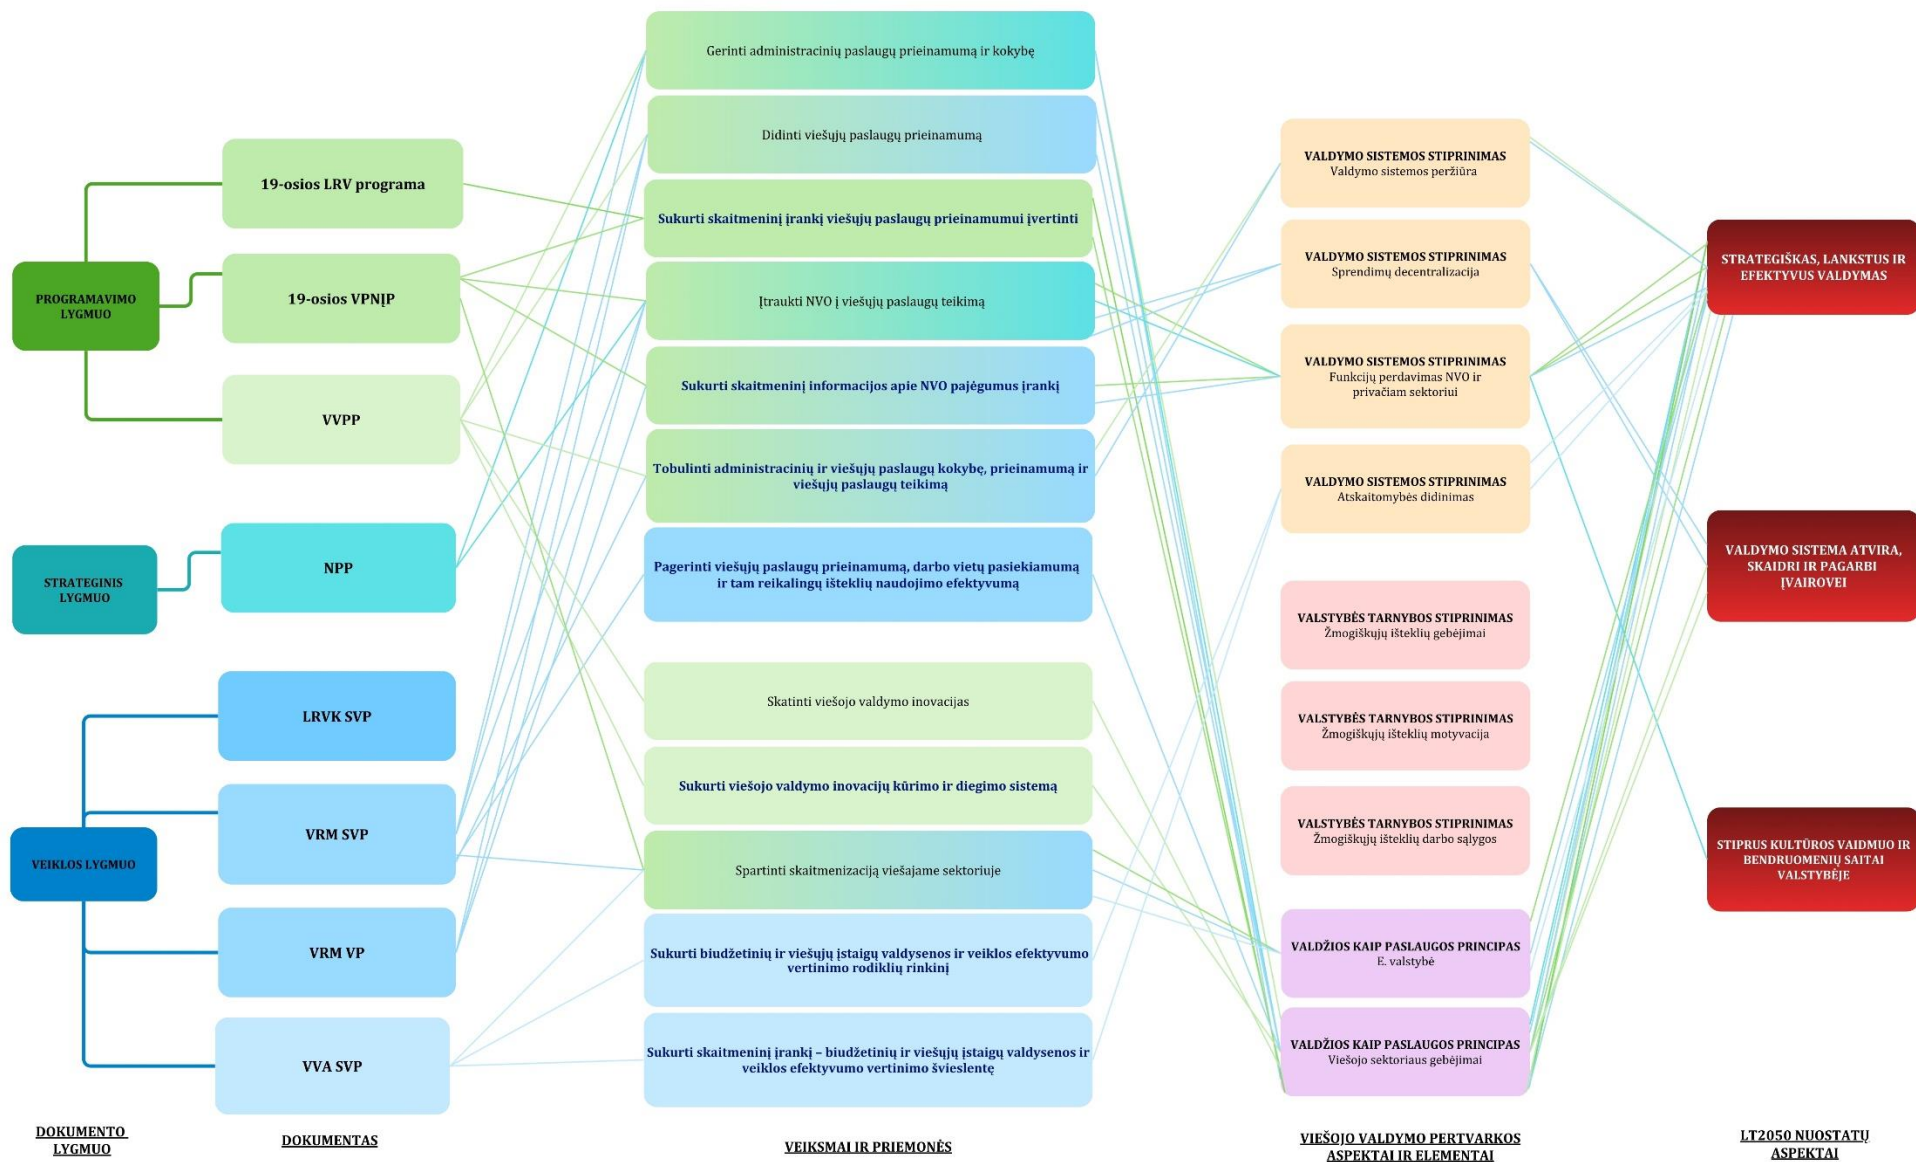 PROGRAMAVIMO
LYGMUO
STRATEGINIS
LYGMUO
VEIKLOS LYGMUO
DOKUMENTO
LYGMUO
19-osios LRV programa
19-osios VPNĮP
VVPP
NPP
LRVK SVP
VRM SVP
VRM VP
VVA SVP
DOKUMENTAS
Gerinti administracinių paslaugų prieinamumą ir kokybę
Didinti viešųjų paslaugų prieinamumą
Sukurti skaitmeninį įrankį viešųjų paslaugų prieinamumui įvertinti
Įtraukti NVO į viešųjų paslaugų teikimą
Sukurti skaitmeninį informacijos apie NVO pajėgumus įrankį
Tobulinti administracinių ir viešųjų paslaugų kokybę, prieinamumą ir
viešųjų paslaugų teikimą
Pagerinti viešųjų paslaugų prieinamumą, darbo vietų pasiekiamumą
ir tam reikalingų išteklių naudojimo efektyvumą
Skatinti viešojo valdymo inovacijas
Sukurti viešojo valdymo inovacijų kūrimo ir diegimo sistemą
Spartinti skaitmenizaciją viešajame sektoriuje
Sukurti biudžetinių ir viešųjų įstaigų valdysenos ir veiklos efektyvumo
vertinimo rodiklių rinkinį
Sukurti skaitmeninį įrankį – biudžetinių ir viešųjų įstaigų valdysenos ir
veiklos efektyvumo vertinimo švieslentę
VEIKSMAI IR PRIEMONĖS
VALDYMO SISTEMOS STIPRINIMAS
Valdymo sistemos peržiūra
VALDYMO SISTEMOS STIPRINIMAS
Sprendimų decentralizacija
VALDYMO SISTEMOS STIPRINIMAS
Funkcijų perdavimas NVO ir
privačiam sektoriui
VALDYMO SISTEMOS STIPRINIMAS
Atskaitomybės didinimas
VALSTYBĖS TARNYBOS STIPRINIMAS
Žmogiškųjų išteklių gebėjimai
VALSTYBĖS TARNYBOS STIPRINIMAS
Žmogiškųjų išteklių motyvacija
VALSTYBĖS TARNYBOS STIPRINIMAS
Žmogiškųjų išteklių darbo sąlygos
VALDŽIOS KAIP PASLAUGOS PRINCIPAS
E. valstybė
VALDŽIOS KAIP PASLAUGOS PRINCIPAS
Viešojo sektoriaus gebėjimai
VIEŠOJO VALDYMO PERTVARKOS
ASPEKTAI IR ELEMENTAI
STRATEGIŠKAS, LANKSTUS IR
EFEKTYVUS VALDYMAS
VALDYMO SISTEMA ATVIRA,
SKAIDRI IR PAGARBI
ĮVAIROVEI
STIPRUS KULTŪROS VAIDMUO IR
BENDRUOMENIŲ SAITAI
VALSTYBĖJE
LT2050 NUOSTATŲ
ASPEKTAI